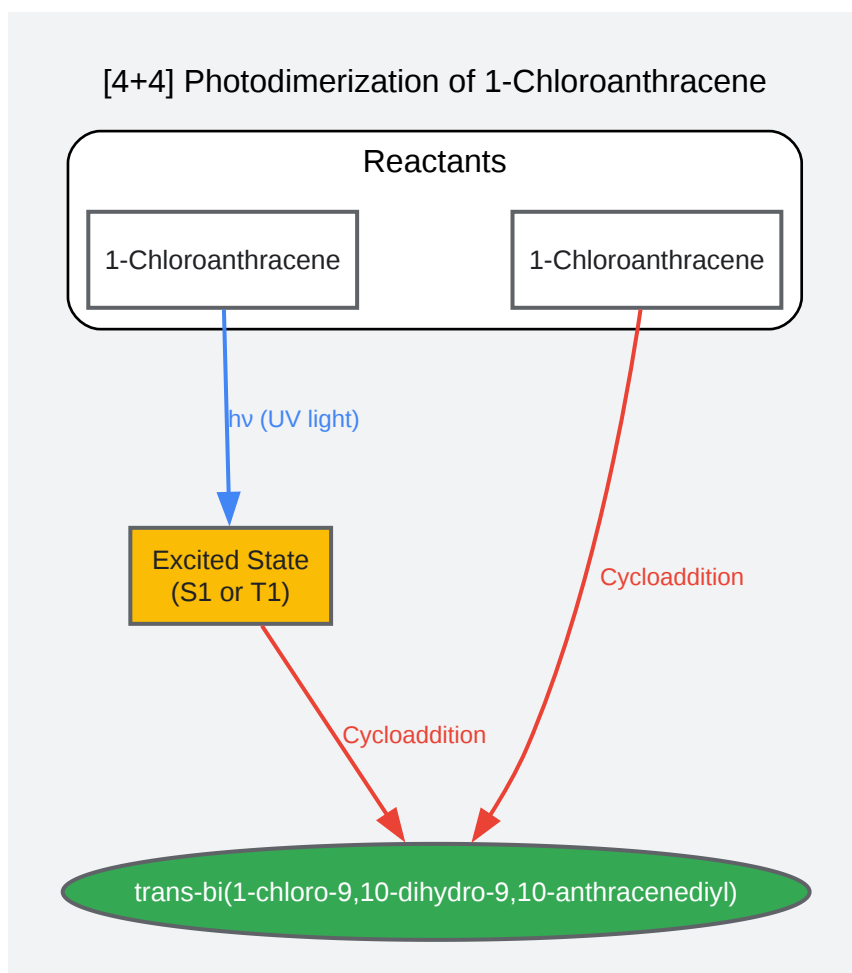 [4+4] Photodimerization of 1-Chloroanthracene
Reactants
1-Chloroanthracene
1-Chloroanthracene
hν (UV light)
Excited State
(S1 or T1)
Cycloaddition
Cycloaddition
trans-bi(1-chloro-9,10-dihydro-9,10-anthracenediyl)